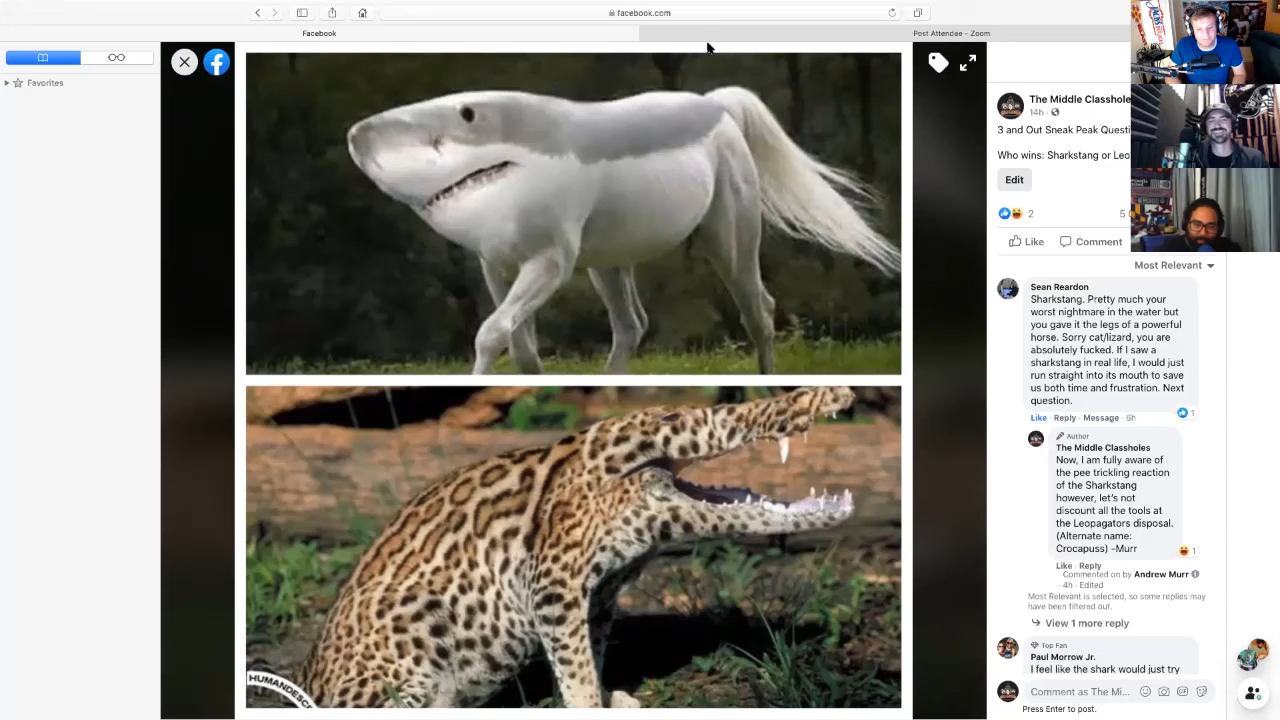 facebook.com
Facebook
Post Attendee - Zoom
Favorites
HUMANDESC
The Middle Classhole
14h
3 and Out Sneak Peak Questi
Who wins: Sharkstang or Leo
Edit
2
5
Like
Comment
Most Relevant
Sean Reardon
Sharkstang. Pretty much your
worst nightmare in the water but
you gave it the legs of a powerful
horse. Sorry cat/lizard, you are
absolutely fucked. If I saw a
sharkstang in real life, I would just
run straight into its mouth to save
us both time and frustration. Next
question.
1
Like · Reply · Message · 6h
Author
The Middle Classholes
Now, I am fully aware of
the pee trickling reaction
of the Sharkstang
however, let's not
discount all the tools at
the Leopagators disposal.
(Alternate name:
Crocapuss) -Murr
1
Like · Reply
Commented on by Andrew Murr
· 4h · Edited
Most Relevant is selected, so some replies may
have been filtered out.
View 1 more reply
Top Fan
Paul Morrow Jr.
I feel like the shark would just try
Comment as The Mi...
GIF
Press Enter to post.